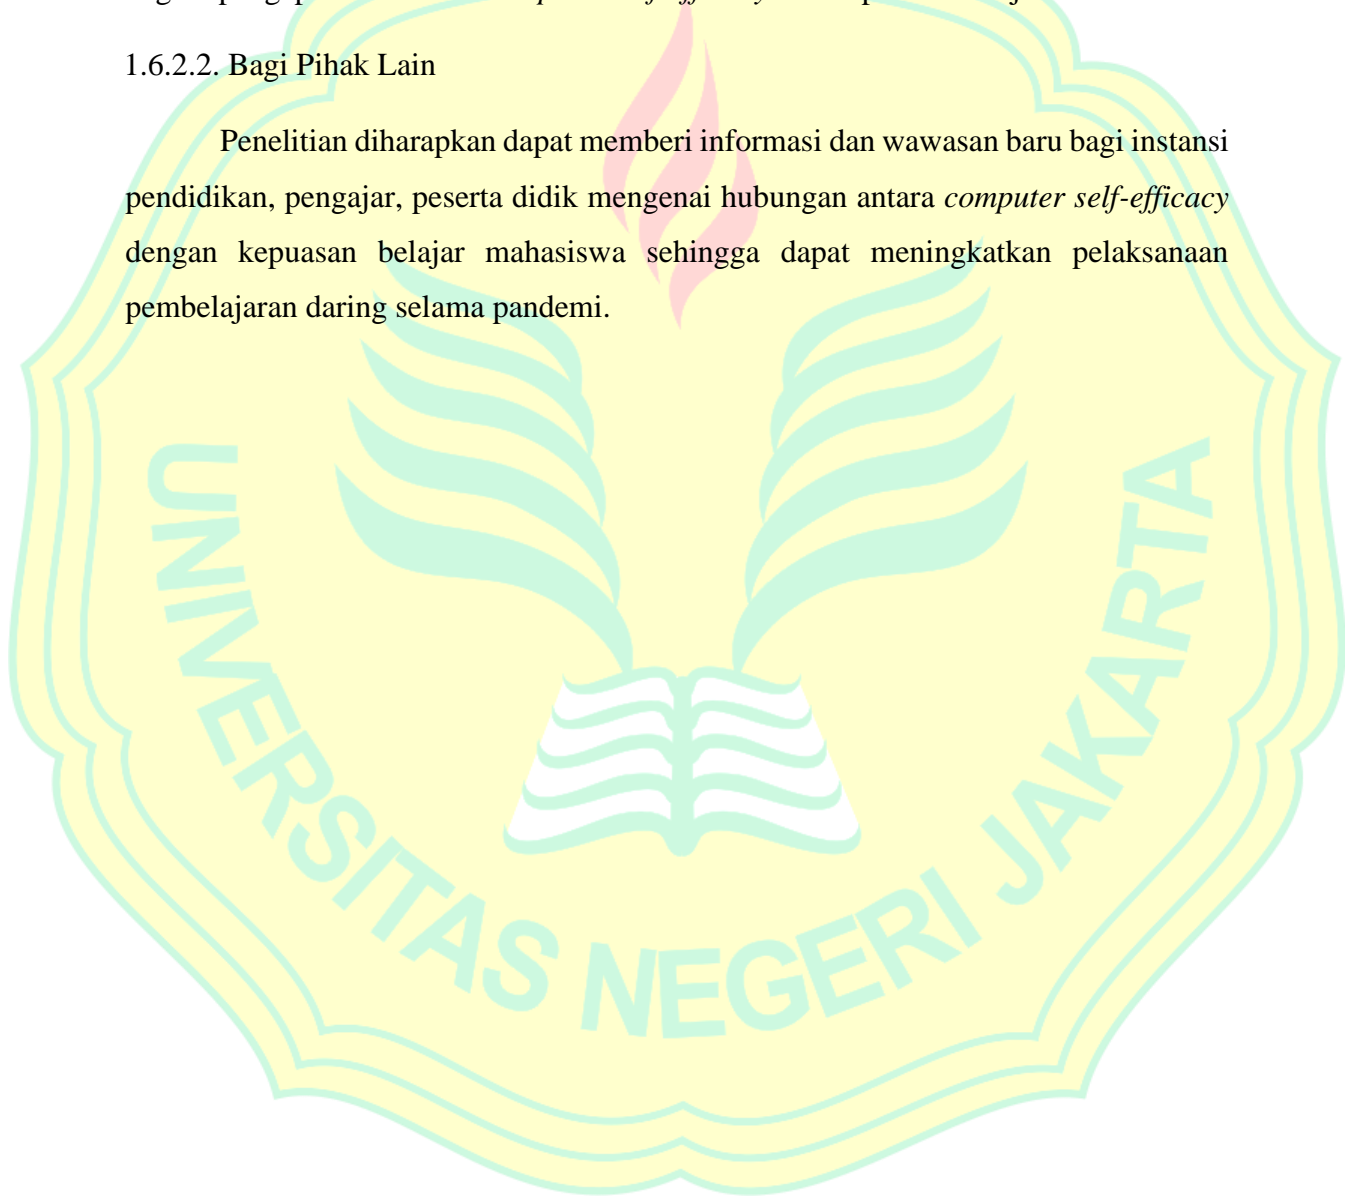 1.6.2.2. Bagi Pihak Lain
Penelitian diharapkan dapat memberi informasi dan wawasan baru bagi instansi
pendidikan, pengajar, peserta didik mengenai hubungan antara computer self-efficacy
dengan kepuasan belajar mahasiswa sehingga dapat meningkatkan pelaksanaan
pembelajaran daring selama pandemi.
UNIVERSITAS NEGERI JAKARTA